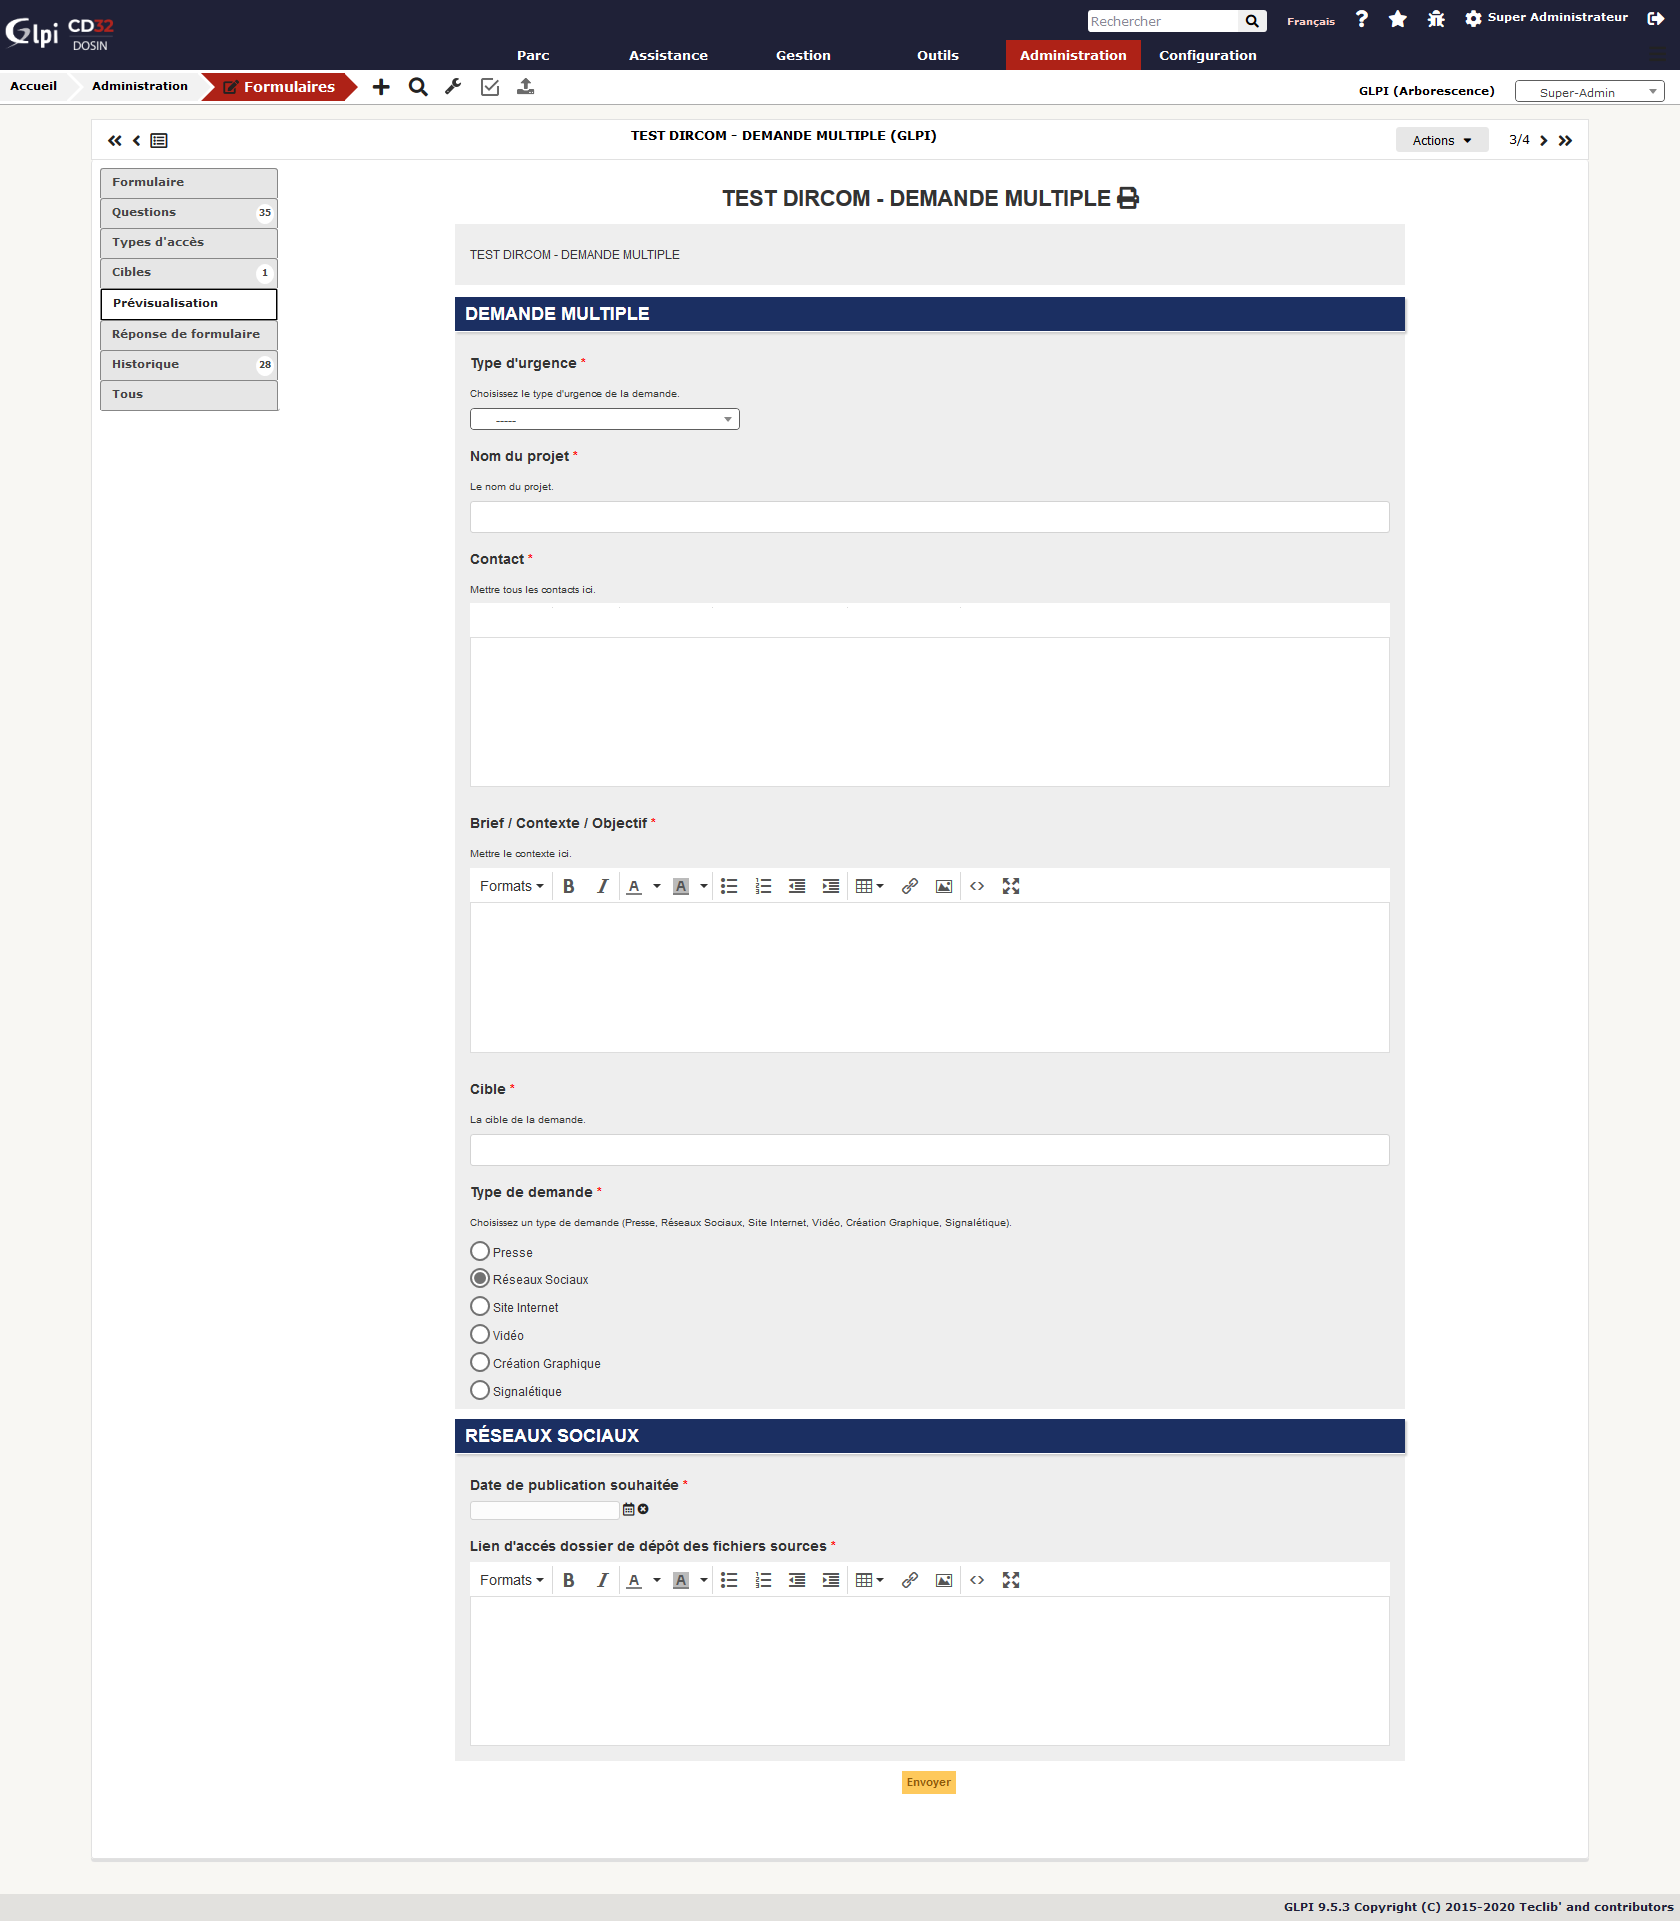 Glpi CD32
DOSIN
Rechercher
Français
Super Administrateur
Parc
Assistance
Gestion
Outils
Administration
Configuration
Accueil
Administration
Formulaires
GLPI (Arborescence)
Super-Admin
TEST DIRCOM - DEMANDE MULTIPLE (GLPI)
Actions
3/4
Formulaire
Questions 35
Types d'accès
Cibles 1
Prévisualisation
Réponse de formulaire
Historique 28
Tous
TEST DIRCOM - DEMANDE MULTIPLE
TEST DIRCOM - DEMANDE MULTIPLE
DEMANDE MULTIPLE
Type d'urgence *
Choisissez le type d'urgence de la demande.
-----
Nom du projet *
Le nom du projet.
Contact *
Mettre tous les contacts ici.
Brief / Contexte / Objectif *
Mettre le contexte ici.
Formats B I A A
Cible *
La cible de la demande.
Type de demande *
Choisissez un type de demande (Presse, Réseaux Sociaux, Site Internet, Vidéo, Création Graphique, Signalétique).
Presse
Réseaux Sociaux
Site Internet
Vidéo
Création Graphique
Signalétique
RÉSEAUX SOCIAUX
Date de publication souhaitée *
Lien d'accés dossier de dépôt des fichiers sources *
Formats B I A A
Envoyer
GLPI 9.5.3 Copyright (C) 2015-2020 Teclib' and contributors